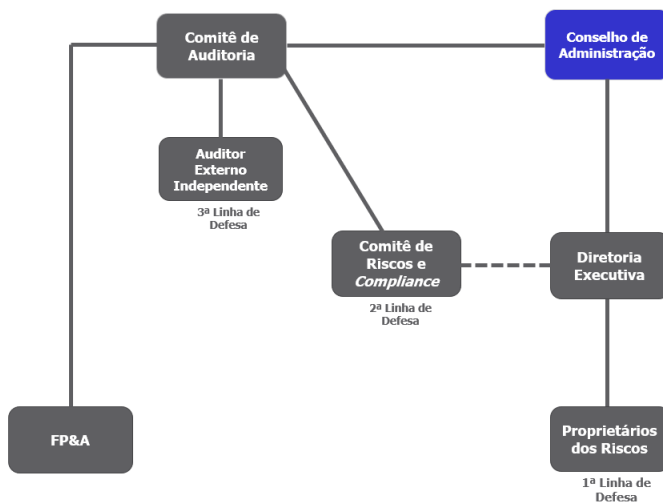 Comitê de
Auditoria
Conselho de
Administração
Auditor
Externo
Independente
3ª Linha de
Defesa
Comitê de
Riscos e
Compliance
2ª Linha de
Defesa
Diretoria
Executiva
FP&A
Proprietários
dos Riscos
1ª Linha de
Defesa